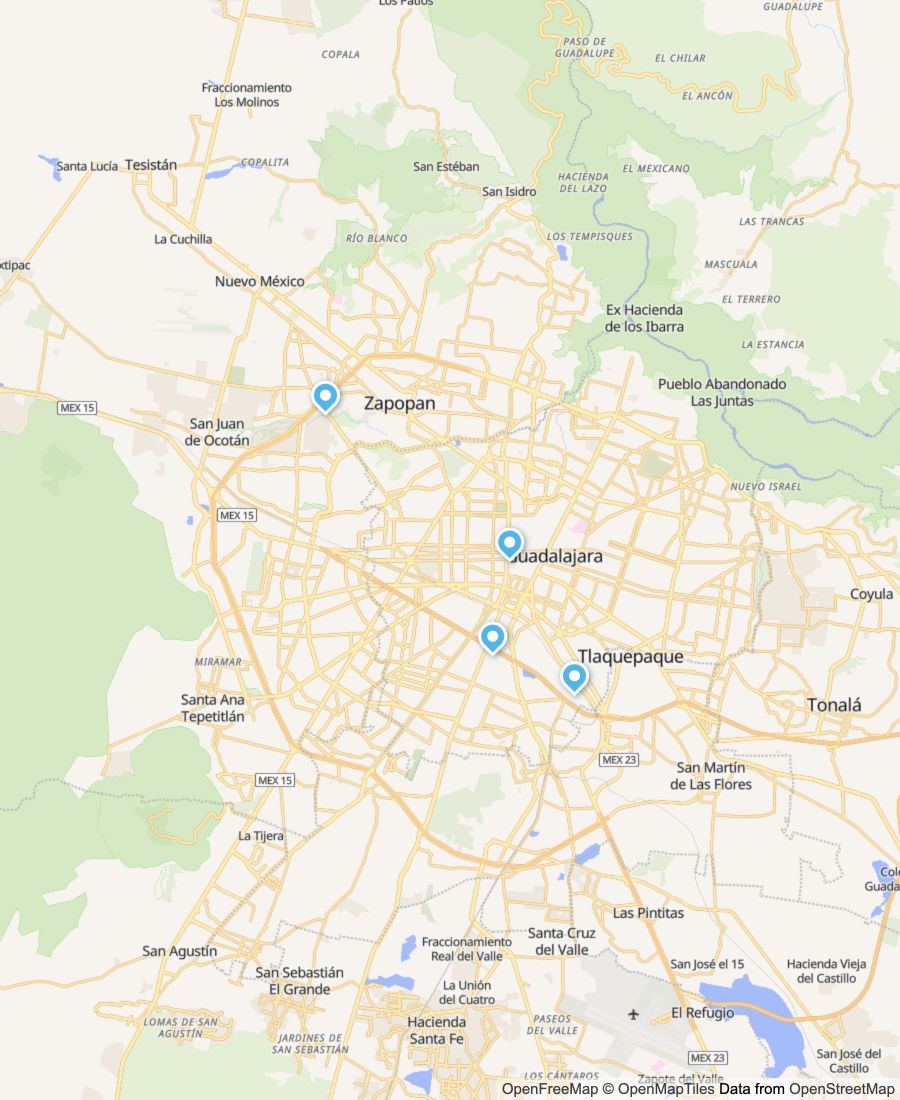 Los Patios
GUADALUPE
PASO DE
GUADALUPE
COPALA
EL CHILAR
Fraccionamiento
Los Molinos
EL ANCÓN
Santa Lucía
Tesistán
COPALITA
San Estéban
EL MEXICANO
HACIENDA
DEL LAZO
San Isidro
LAS TRANCAS
La Cuchilla
RÍO BLANCO
LOS TEMPISQUES
MASCUALA
Nuevo México
EL TERRERO
Ex Hacienda
de los Ibarra
LA ESTANCIA
Pueblo Abandonado
Las Juntas
MEX 15
Zapopan
San Juan
de Ocotán
NUEVO ISRAEL
MEX 15
Guadalajara
Coyula
MIRAMAR
Tlaquepaque
Santa Ana
Tepetitlán
Tonalá
MEX 23
San Martín
de Las Flores
MEX 15
La Tijera
Las Pintitas
San Agustín
Fraccionamiento
Real del Valle
Santa Cruz
del Valle
San José el 15
Hacienda Vieja
del Castillo
San Sebastián
El Grande
La Unión
del Cuatro
El Refugio
LOMAS DE SAN
AGUSTÍN
Hacienda
Santa Fe
PASEOS
DEL VALLE
JARDINES DE
SAN SEBASTIÁN
MEX 23
San José del
Castillo
LOS CÁNTAROS
Zapote del Valle
OpenFreeMap © OpenMapTiles Data from OpenStreetMap